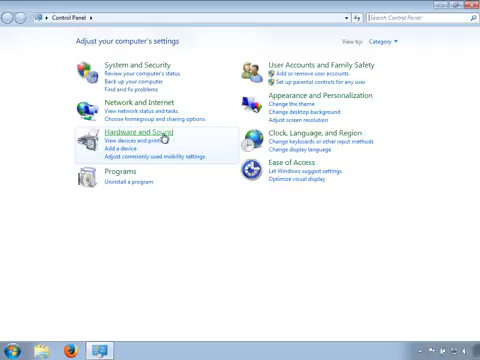 Control Panel
Search Control Panel
Adjust your computer's settings
View by: Category
System and Security
Review your computer's status
Back up your computer
Find and fix problems
Network and Internet
View network status and tasks
Choose homegroup and sharing options
Hardware and Sound
View devices and printers
Add a device
Adjust commonly used mobility settings
Programs
Uninstall a program
User Accounts and Family Safety
Add or remove user accounts
Set up parental controls for any user
Appearance and Personalization
Change the theme
Change desktop background
Adjust screen resolution
Clock, Language, and Region
Change keyboards or other input methods
Change display language
Ease of Access
Let Windows suggest settings
Optimize visual display